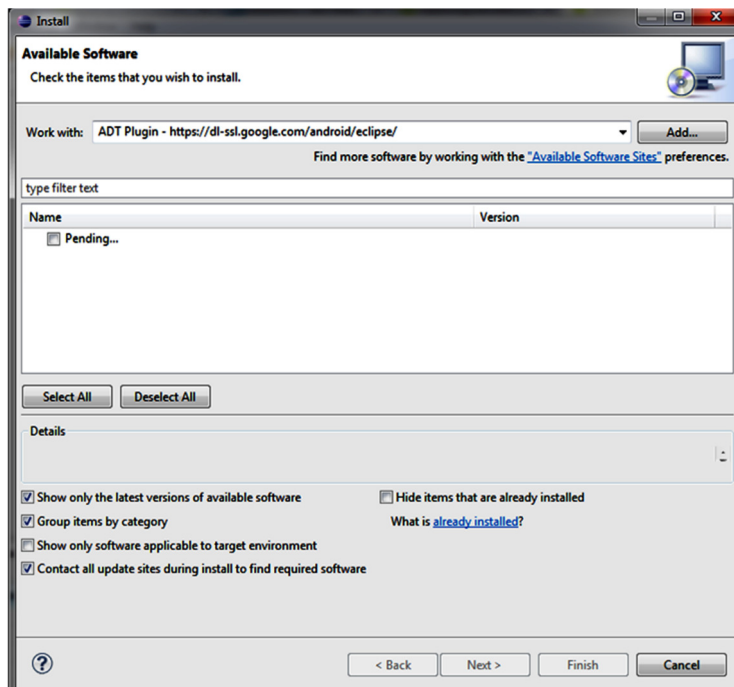 Install
Available Software
Check the items that you wish to install.
Work with: ADT Plugin - https://dl-ssl.google.com/android/eclipse/ Add...
Find more software by working with the "Available Software Sites" preferences.
type filter text
Name Version
Pending...
Select All Deselect All
Details
Show only the latest versions of available software Hide items that are already installed
Group items by category What is already installed?
Show only software applicable to target environment
Contact all update sites during install to find required software
? < Back Next > Finish Cancel